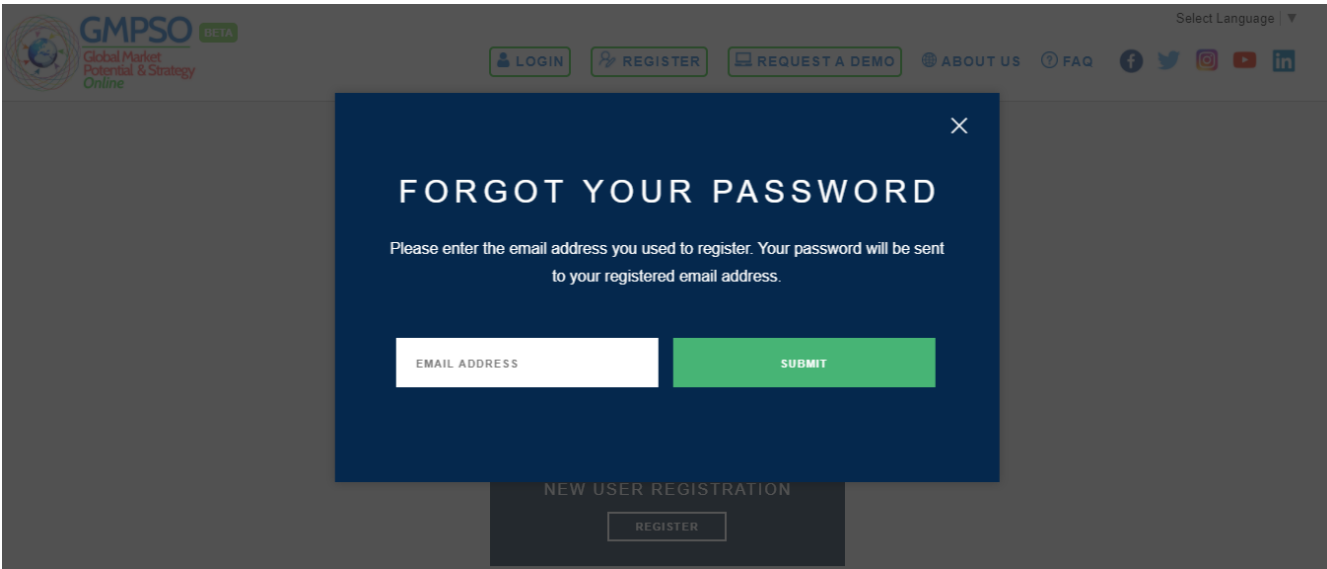 Select Language ▼
GMPSO BETA
Global Market
Potential & Strategy
Online
LOGIN REGISTER REQUEST A DEMO ABOUT US FAQ
FORGOT YOUR PASSWORD
Please enter the email address you used to register. Your password will be sent
to your registered email address.
EMAIL ADDRESS SUBMIT
NEW USER REGISTRATION
REGISTER